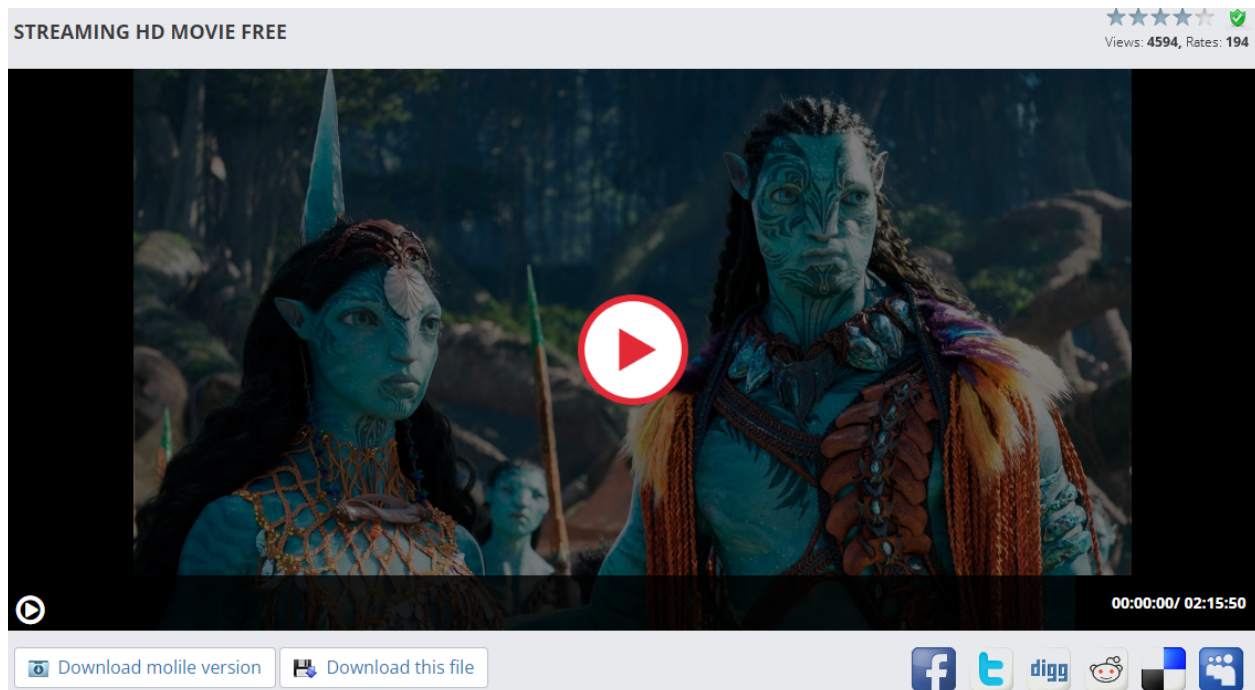 STREAMING HD MOVIE FREE
Views: 4594, Rates: 194
00:00:00/ 02:15:50
Download molile version
Download this file
digg